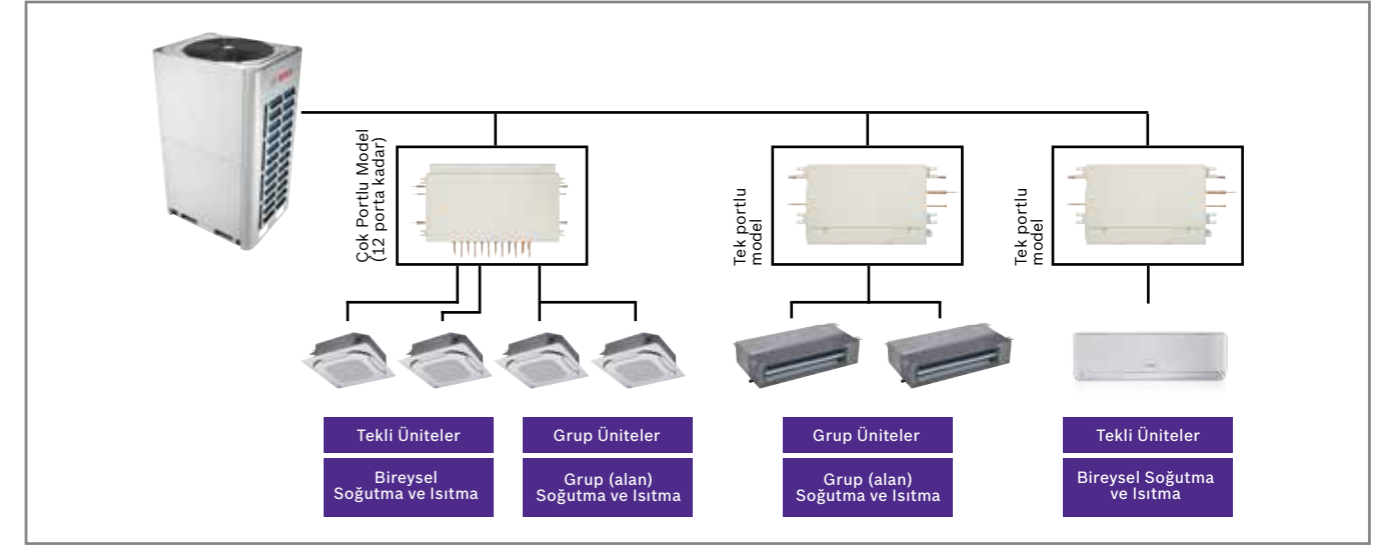 Çok Portlu Model
(12 porta kadar)
Tek portlu
model
Tek portlu
model
Tekli Üniteler
Grup Üniteler
Grup Üniteler
Tekli Üniteler
Bireysel
Soğutma ve Isıtma
Grup (alan)
Soğutma ve Isıtma
Grup (alan)
Soğutma ve Isıtma
Bireysel Soğutma
ve Isıtma